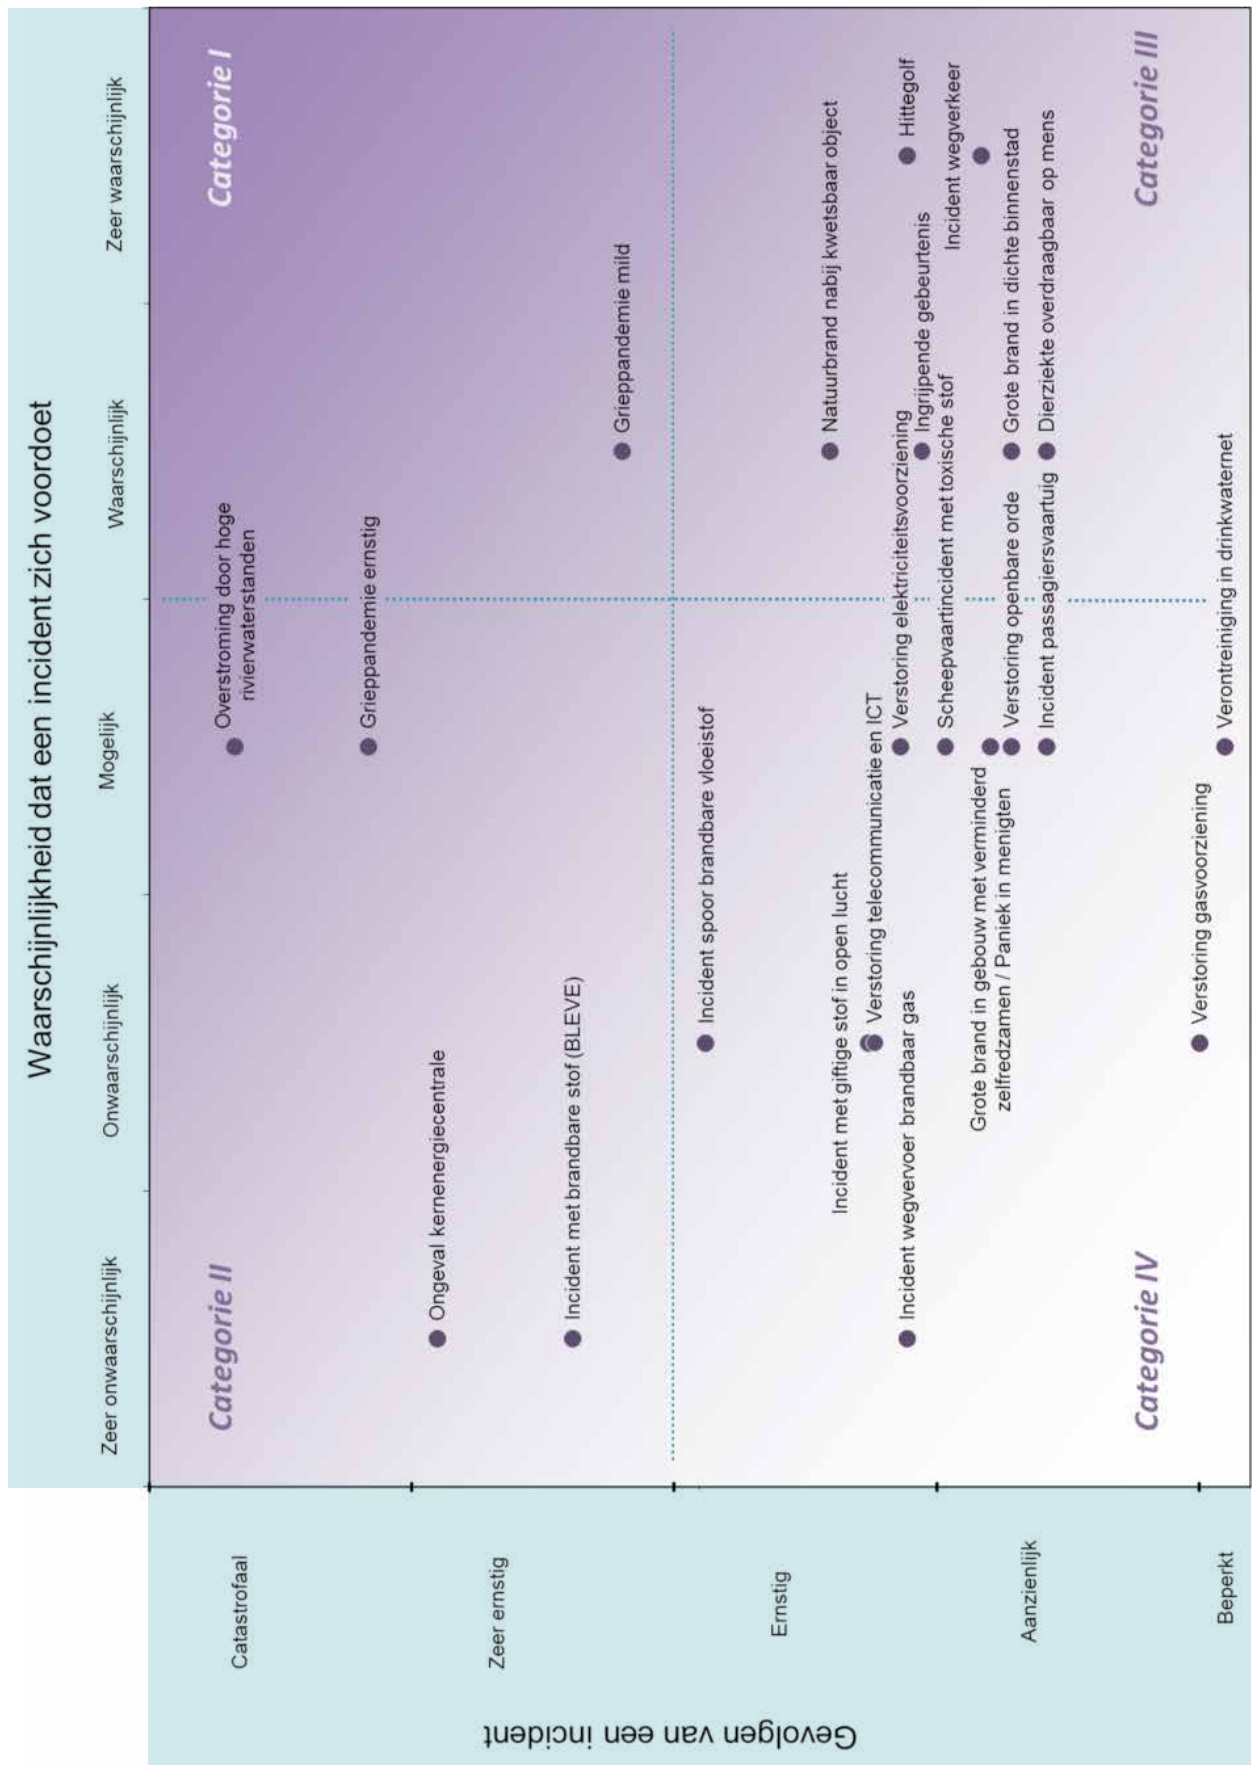 Waarschijnlijkheid dat een incident zich voordoet
Zeer onwaarschijnlijk
Onwaarschijnlijk
Mogelijk
Waarschijnlijk
Zeer waarschijnlijk
Gevolgen van een incident
Catastrofaal
Zeer ernstig
Ernstig
Aanzienlijk
Beperkt
Categorie II
Categorie I
Overstroming door hoge
rivierwaterstanden
Grieppandemie ernstig
Ongeval kernenergiecentrale
Incident met brandbare stof (BLEVE)
Grieppandemie mild
Incident spoor brandbare vloeistof
Natuurbrand nabij kwetsbaar object
Incident met giftige stof in open lucht
Verstoring telecommunicatie en ICT
Verstoring elektriciteitsvoorziening
Incident wegvervoer brandbaar gas
Hittegolf
Ingrijpende gebeurtenis
Scheepvaartincident met toxische stof
Incident wegverkeer
Grote brand in gebouw met verminderd
zelfredzamen / Paniek in menigten
Verstoring openbare orde
Grote brand in dichte binnenstad
Incident passagiersvaartuig
Dierziekte overdraagbaar op mens
Categorie IV
Categorie III
Verstoring gasvoorziening
Verontreiniging in drinkwaternet